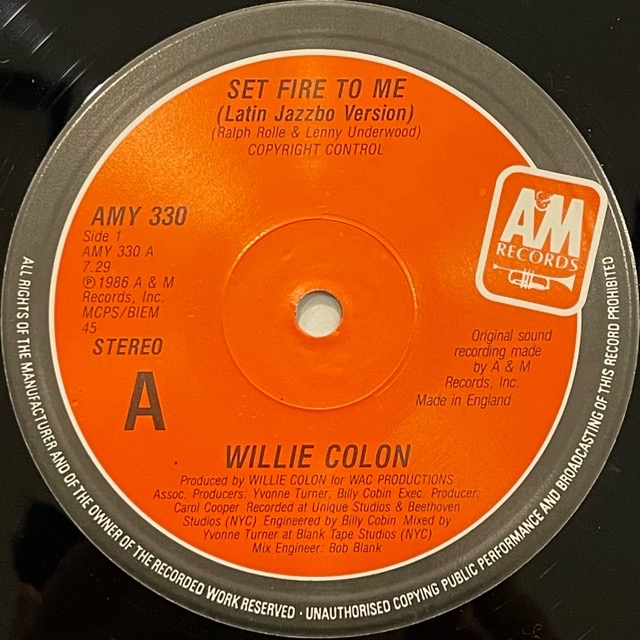 SET FIRE TO ME
(Latin Jazzbo Version)
(Ralph Rolle & Lenny Underwood)
COPYRIGHT CONTROL
AMY 330
Side 1
AMY 330 A
7.29
Ⓟ1986 A & M
Records, Inc.
MCPS/BIEM
45
STEREO
A
A&M
RECORDS
Original sound
recording made
by A & M
Records, Inc.
Made in England
WILLIE COLON
Produced by WILLIE COLON for WAC PRODUCTIONS
Assoc. Producers: Yvonne Turner, Billy Cobin Exec. Producer:
Carol Cooper Recorded at Unique Studios & Beethoven
Studios (NYC) Engineered by Billy Cobin Mixed by
Yvonne Turner at Blank Tape Studios (NYC)
Mix Engineer: Bob Blank
ALL RIGHTS OF THE MANUFACTURER AND OF THE OWNER OF THE RECORDED WORK RESERVED · UNAUTHORISED COPYING PUBLIC PERFORMANCE AND BROADCASTING OF THIS RECORD PROHIBITED